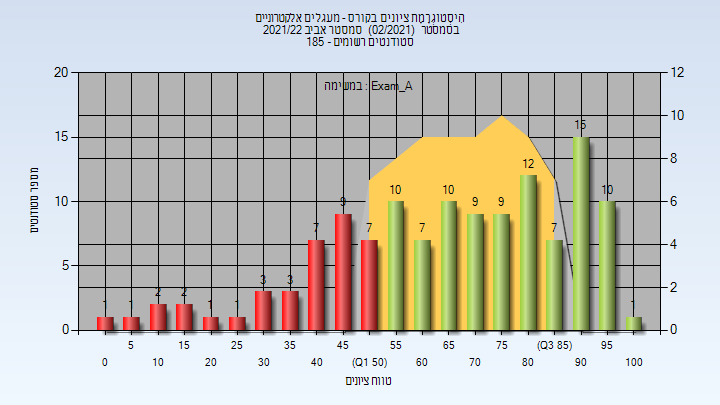 הִיסְטוֹגְרָמַת ציונים בקורס - מעגלים אלקטרוניים
בסמסטר (02/2021) סמסטר אביב 2021/22
סטודנטים רשומים - 185
במשימה : Exam_A
20 15 10 5 0
12 10 8 6 4 2 0
מספר סטודנטים
1 1 2 2 1 1 3 3 7 9 7 10 7 10 9 9 12 7 15 10 1
5 15 25 35 45 55 65 75 (Q3 85) 95
0 10 20 30 40 (Q1 50) 60 70 80 90 100
טווח ציונים